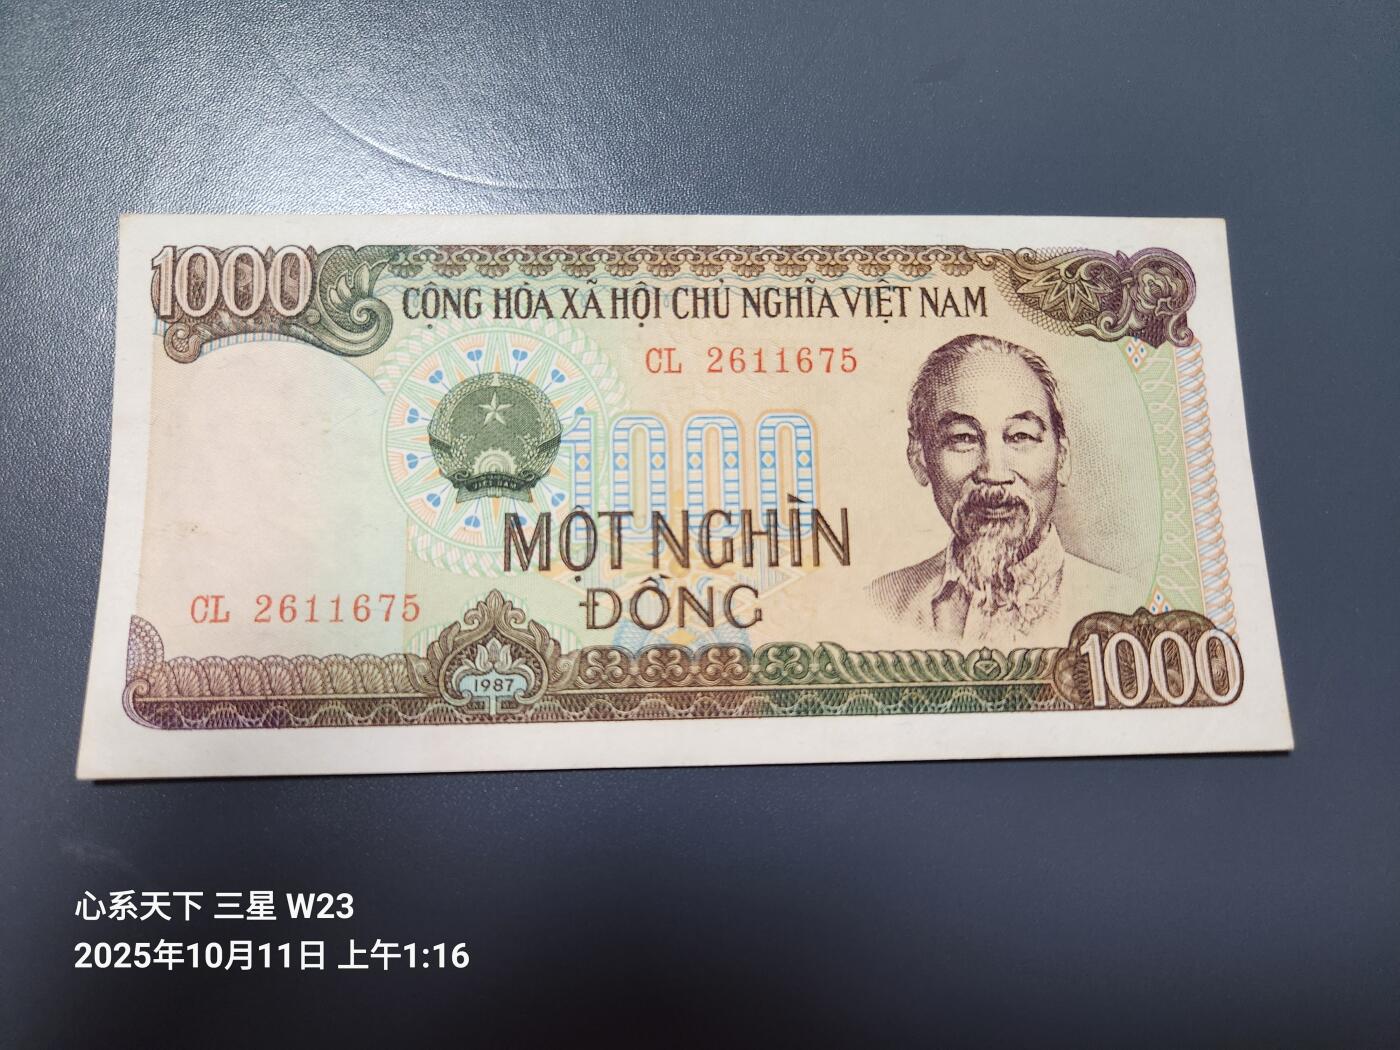 1000
CỘNG HÒA XÃ HỘI CHỦ NGHĨA VIỆT NAM
CL 2611675
1000
VIỆT NAM
MỘT NGHÌN
ĐỒNG
CL 2611675
1987
1000
心系天下 三星 W23
2025年10月11日 上午1:16